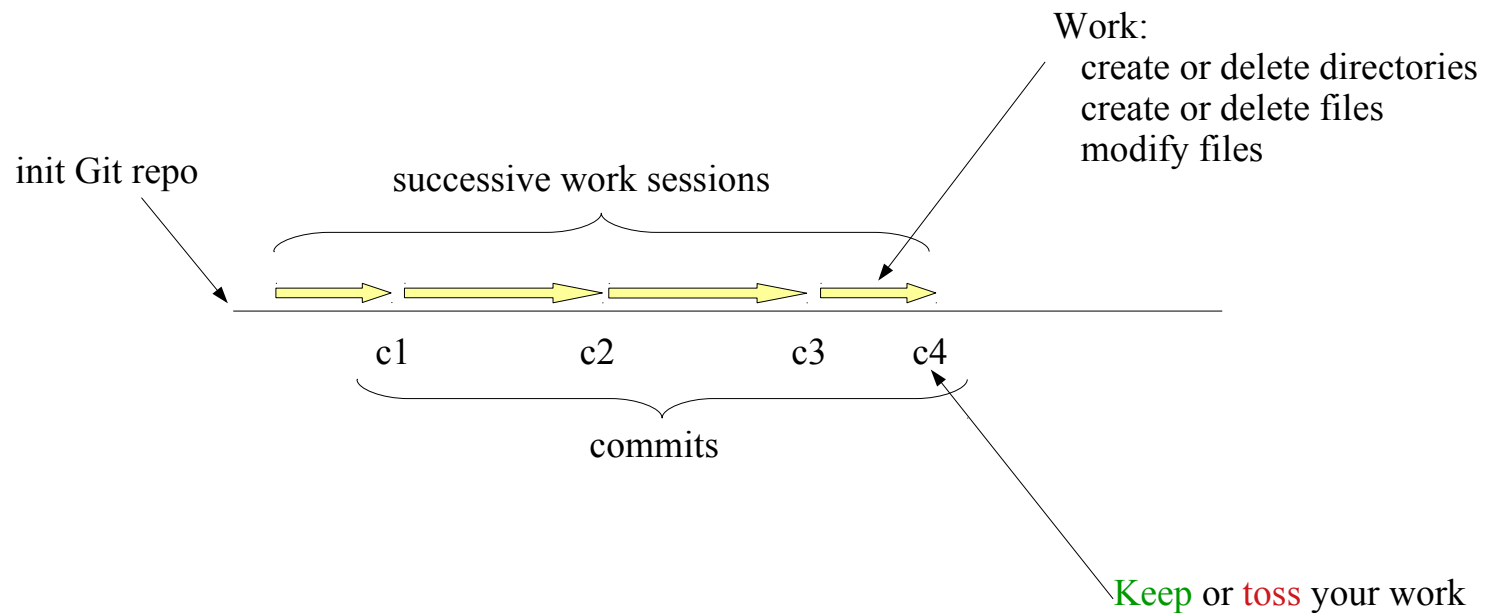 Work:
create or delete directories
create or delete files
modify files
init Git repo
successive work sessions
c1 c2 c3 c4
commits
Keep or toss your work